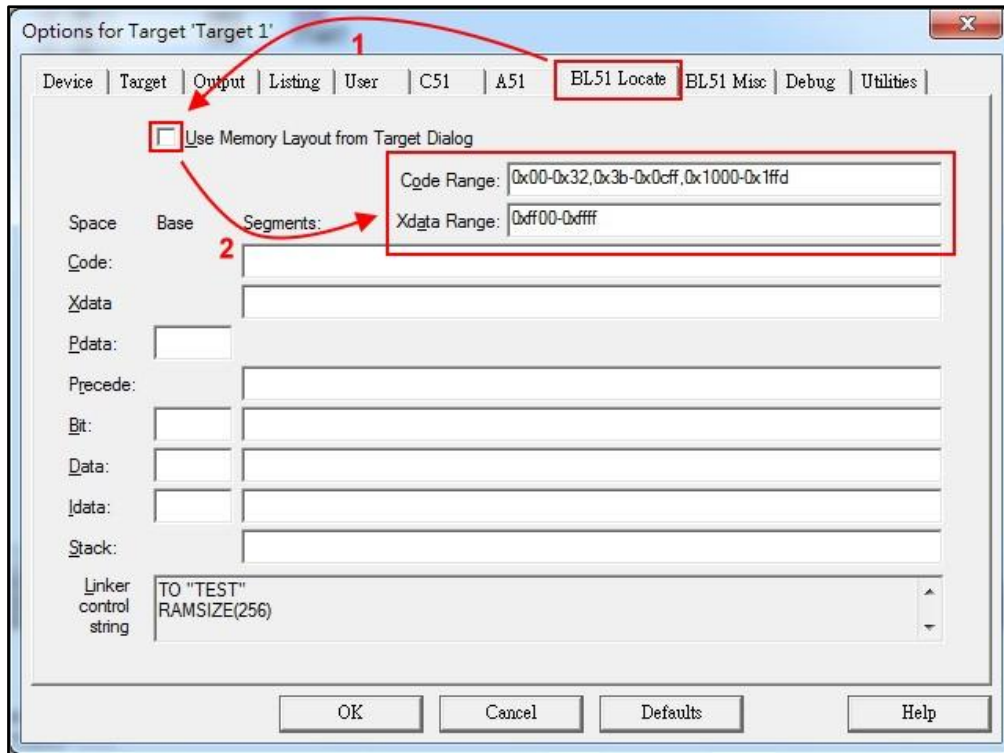 Options for Target 'Target 1'
1
Device Target Output Listing User C51 A51 BL51 Locate BL51 Misc Debug Utilities
Use Memory Layout from Target Dialog
Code Range: 0x00-0x32,0x3b-0x0cff,0x1000-0x1ffd
Space Base Segments: Xdata Range: 0xff00-0xffff
2
Code:
Xdata
Pdata:
Precede:
Bit:
Data:
Idata:
Stack:
Linker control string
TO "TEST"
RAMSIZE(256)
OK Cancel Defaults Help